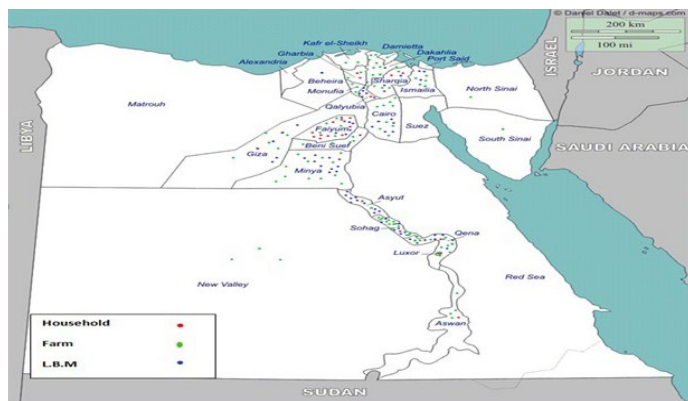 © Daniel Dalet / d-maps.com
200 km
100 mi
Kafr el-Sheikh
Damietta
Gharbia
Dakahlia
Alexandria
Port Said
ISRAEL
JORDAN
Beheira
Shargia
Monufia
Ismailia
North Sinai
Matrouh
Qalyubia
Cairo
Suez
LIBYA
Faiyum
South Sinai
SAUDI ARABIA
Beni Suef
Giza
Minya
Asyut
Sohag
Qena
Luxor
New Valley
Red Sea
Household
Farm
L.B.M
Aswan
SUDAN